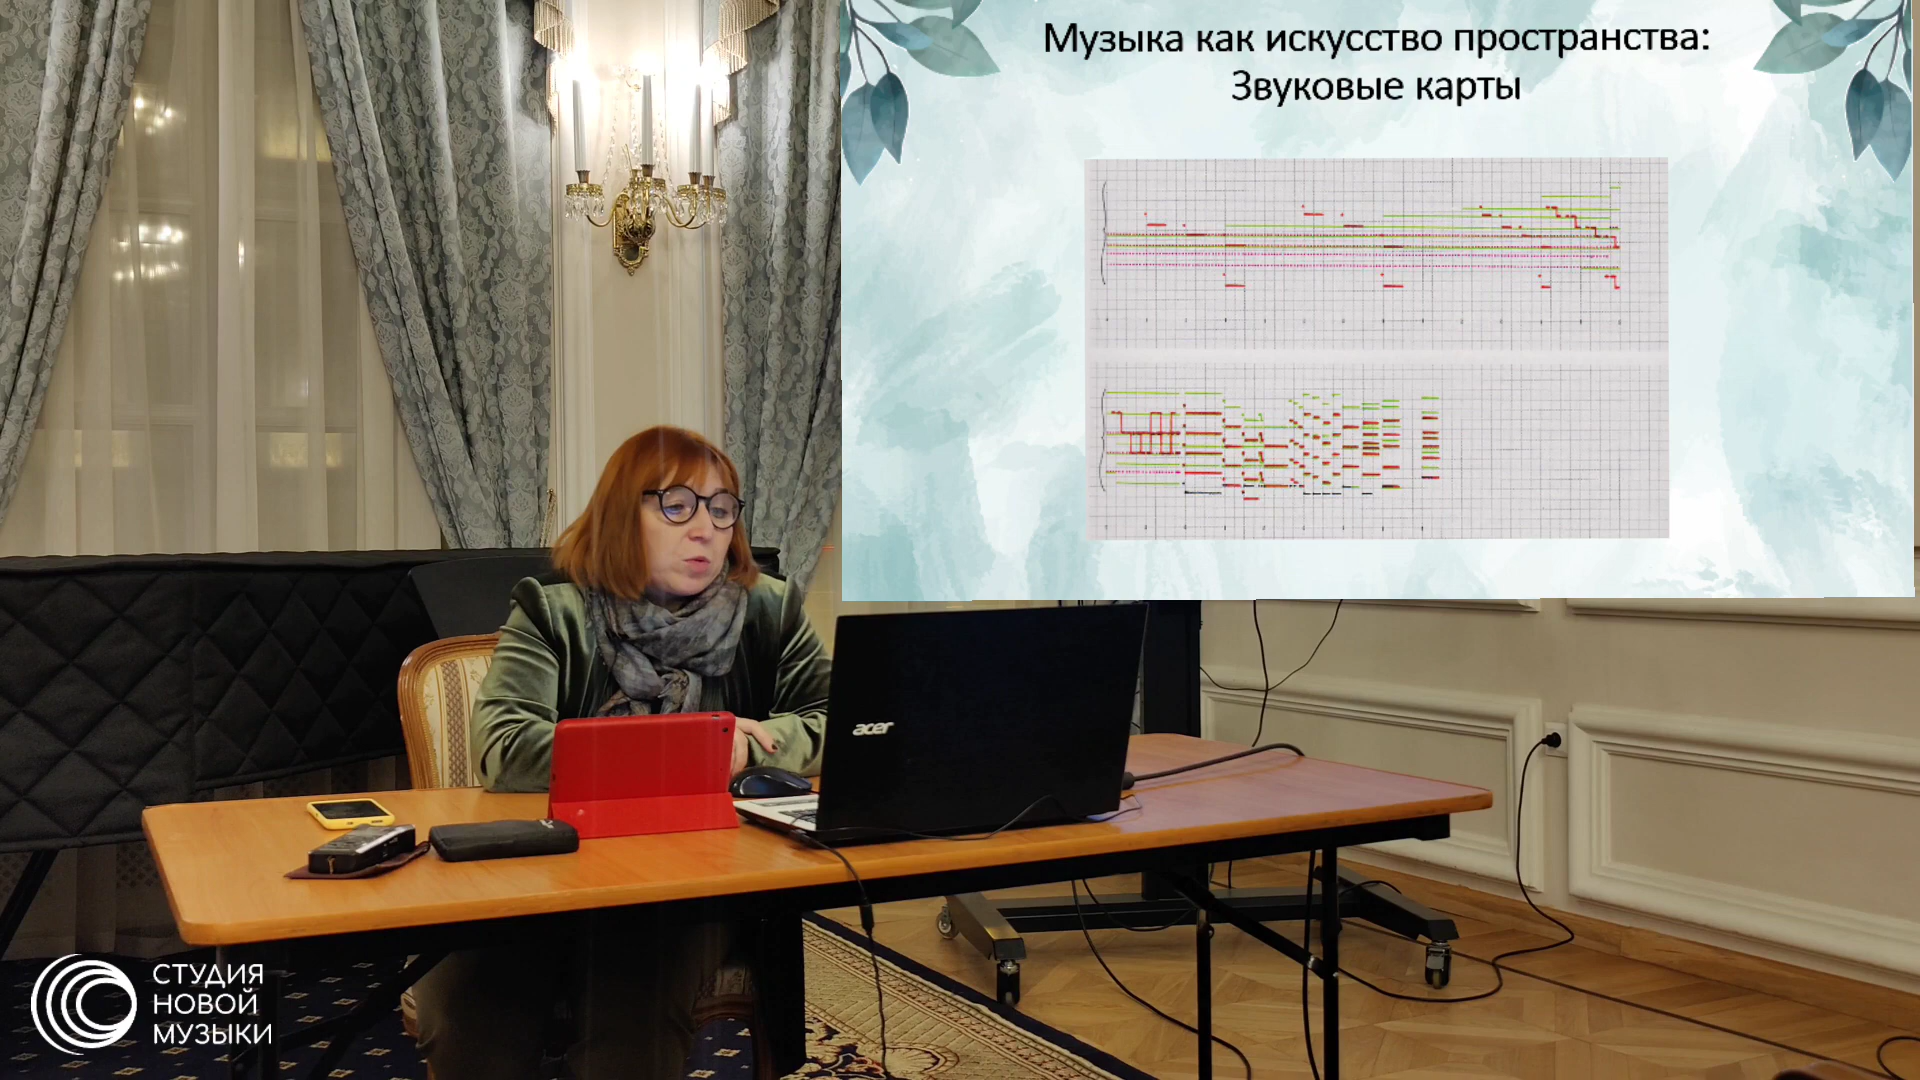 Музыка как искусство пространства:
Звуковые карты
acer
СТУДИЯ
НОВОЙ
МУЗЫКИ